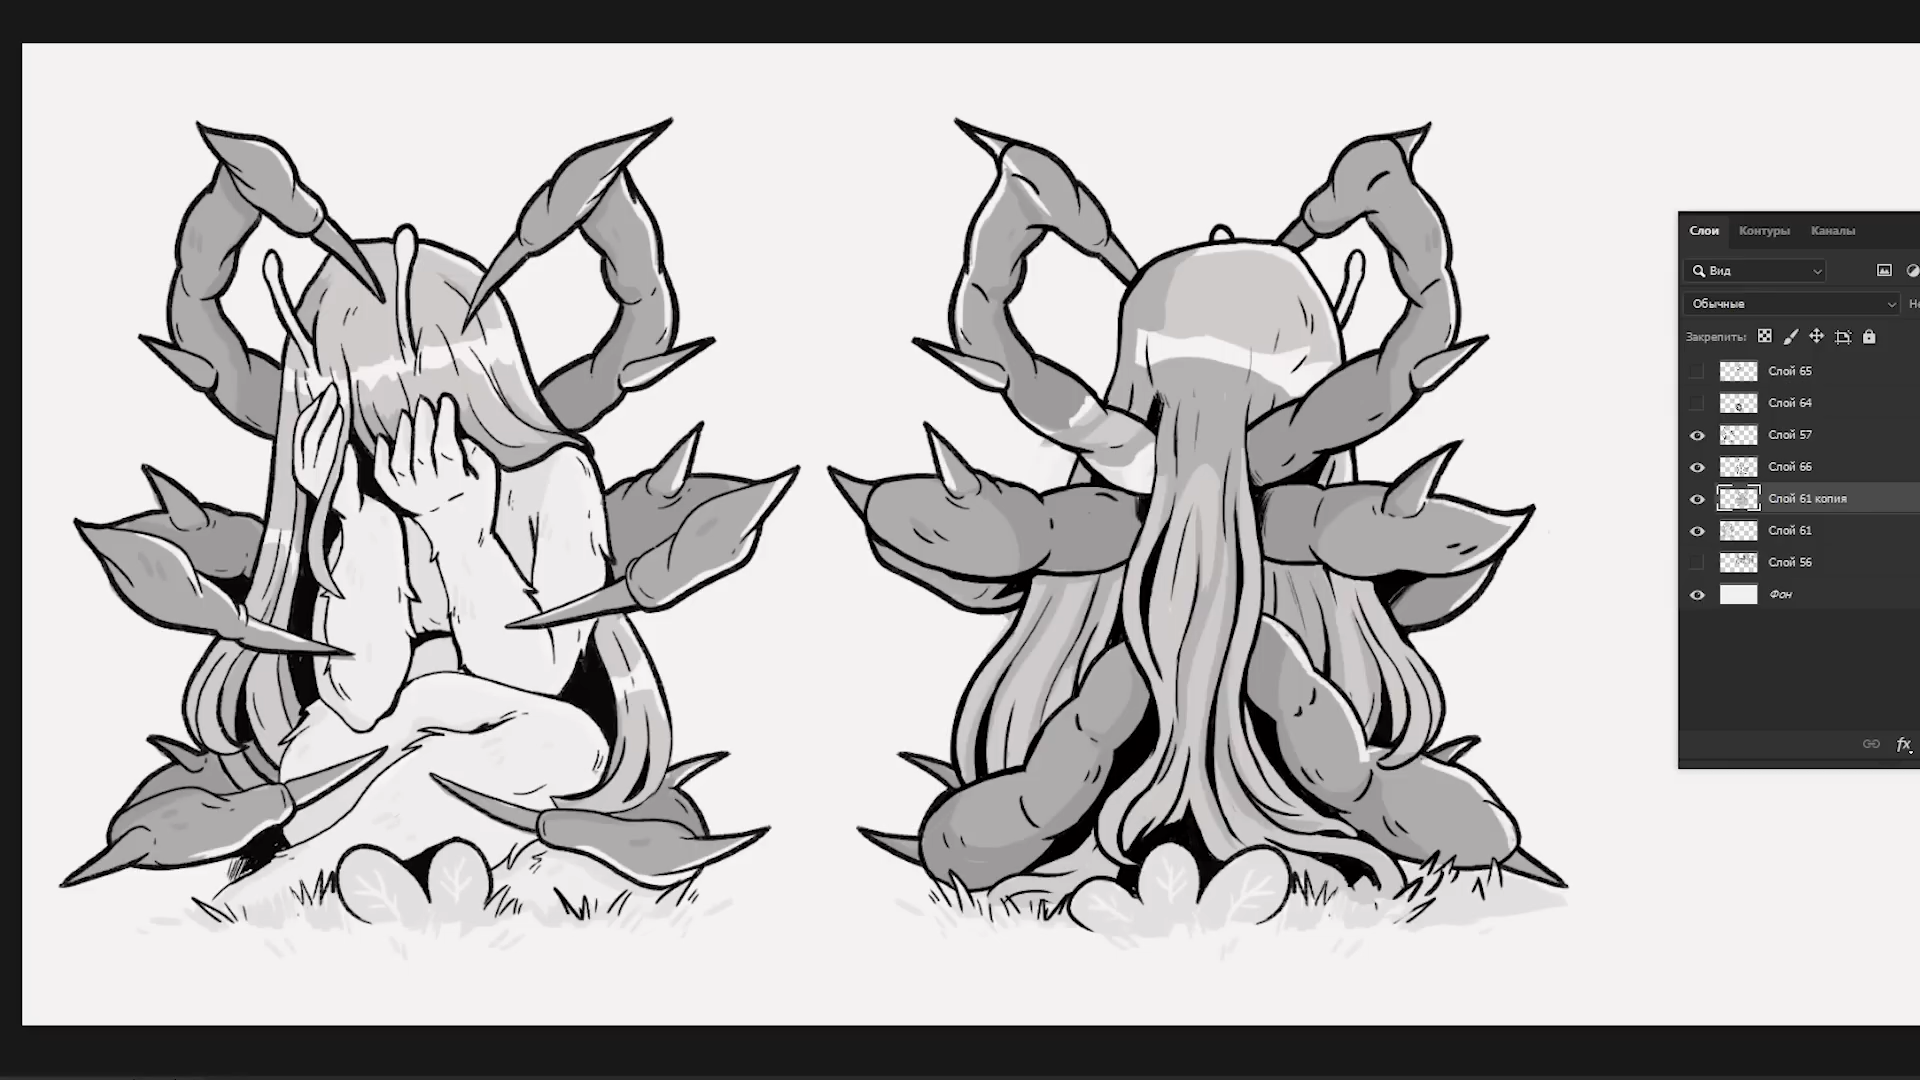 Слои Контуры Каналы
Вид
Обычные
Закрепить:
Слой 65
Слой 64
Слой 57
Слой 66
Слой 61 копия
Слой 61
Слой 56
Фон
fx